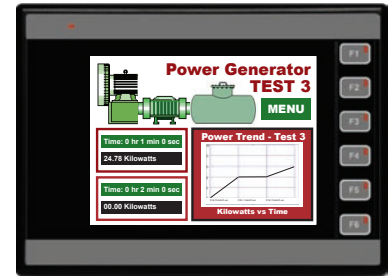 Power Generator
TEST 3
MENU
Time: 0 hr 1 min 0 sec
24.78 Kilowatts
Time: 0 hr 2 min 0 sec
00.00 Kilowatts
Power Trend - Test 3
Kilowatts vs Time
F1
F2
F3
F4
F5
F6